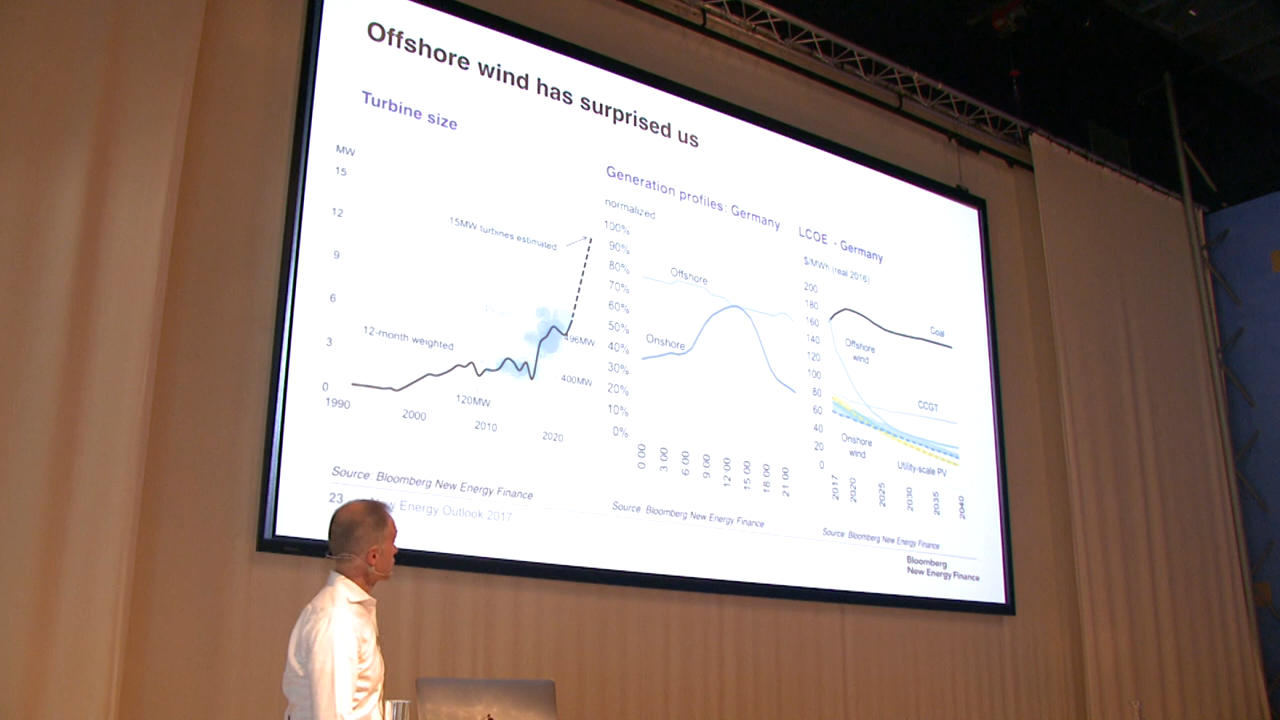 Offshore wind has surprised us
Turbine size
MW
15
12
9
6
3
0
1990
2000
2010
2020
15MW turbines estimated
12-month weighted
120MW
496MW
400MW
Source: Bloomberg New Energy Finance
Generation profiles: Germany
normalized
100%
90%
80%
70%
60%
50%
40%
30%
20%
10%
0%
Offshore
Onshore
0:00
3:00
6:00
9:00
12:00
15:00
18:00
21:00
Source: Bloomberg New Energy Finance
LCOE - Germany
$/MWh (real 2016)
200
180
160
140
120
100
80
60
40
20
0
Coal
Offshore
wind
CCGT
Onshore
wind
Utility-scale PV
2017
2020
2025
2030
2035
2040
Source: Bloomberg New Energy Finance
23
Energy Outlook 2017
Bloomberg
New Energy Finance